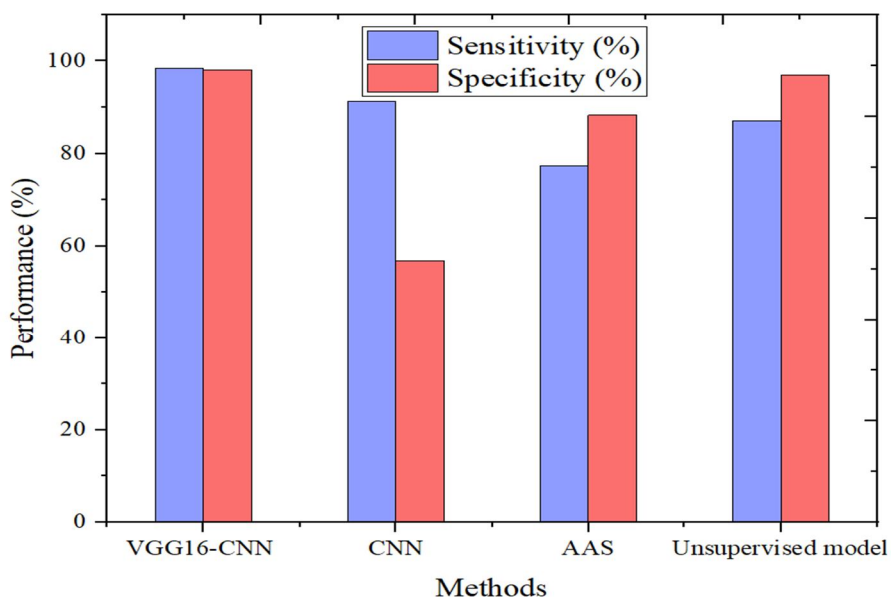 Sensitivity (%)
Specificity (%)
Performance (%)
100
80
60
40
20
0
VGG16-CNN CNN AAS Unsupervised model
Methods